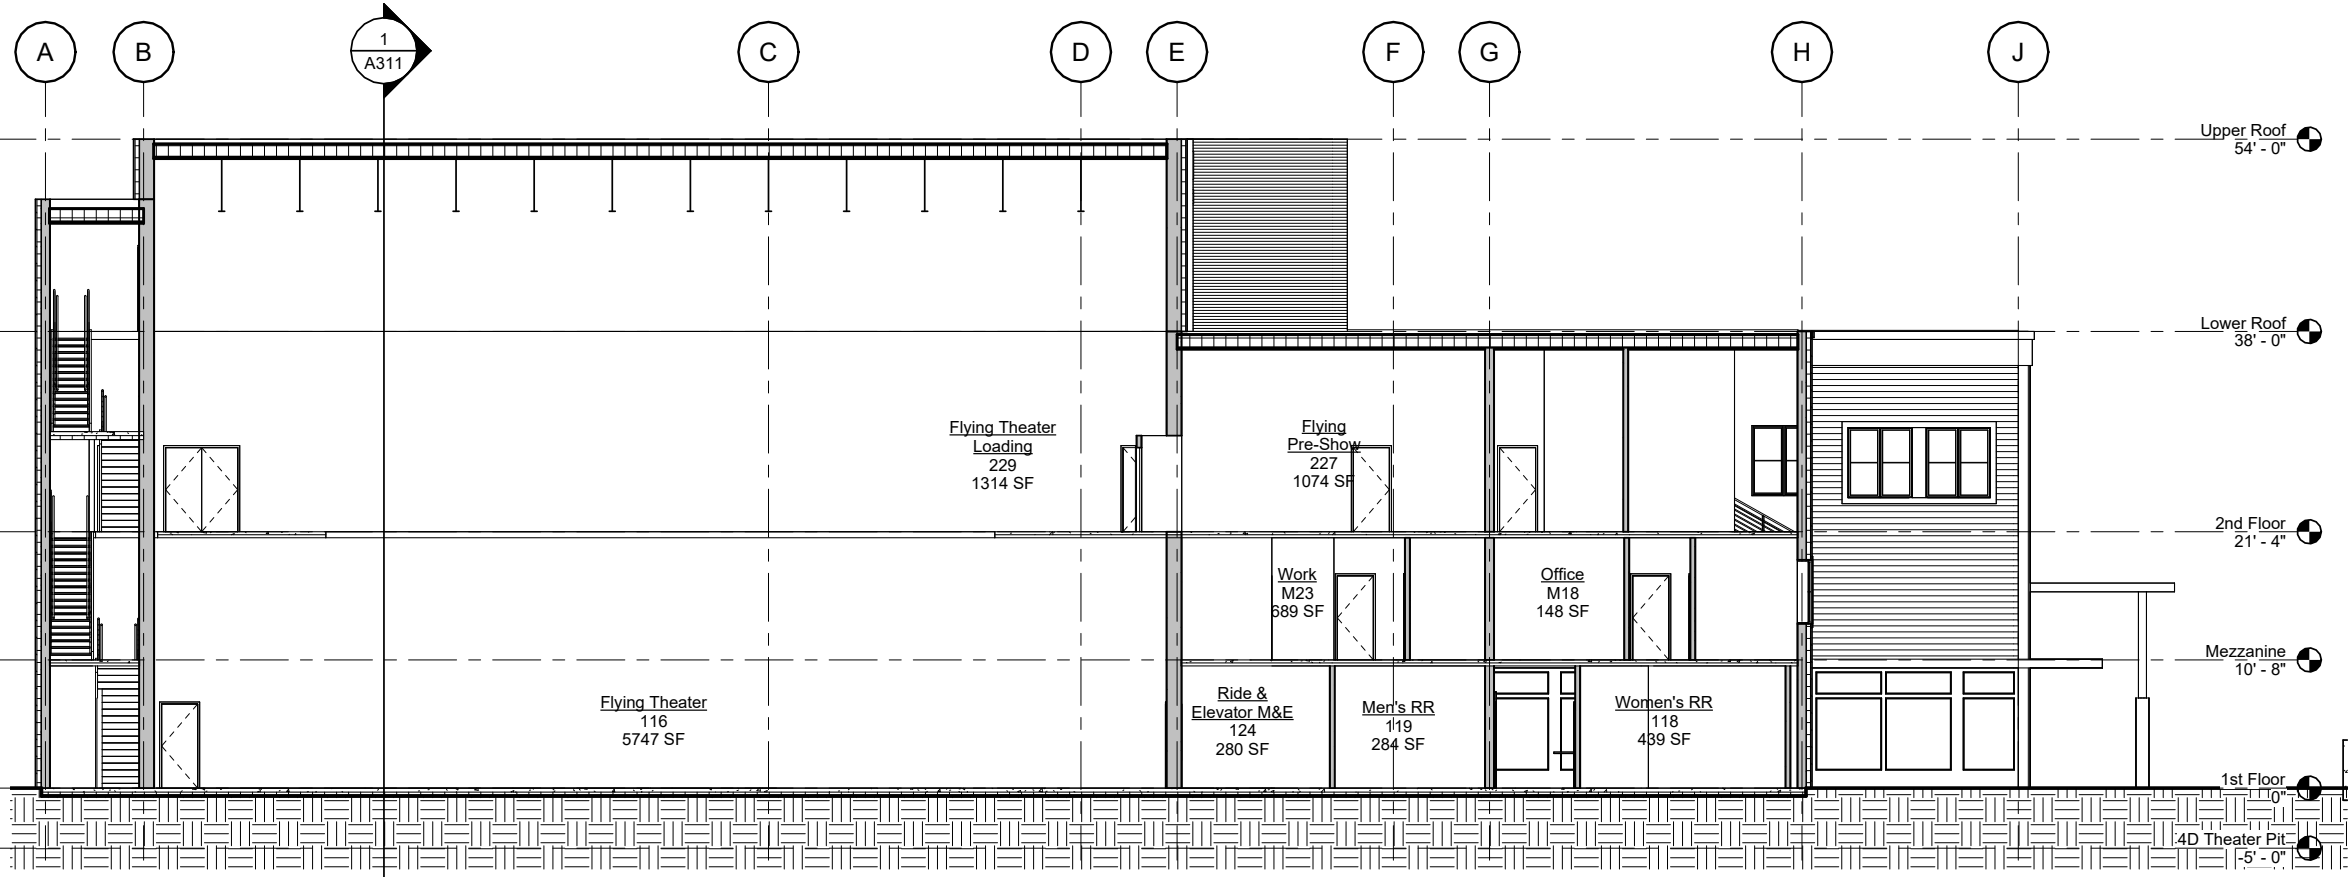 A
B
1
A311
C
D
E
F
G
H
J
Upper Roof
54' - 0"
Lower Roof
38' - 0"
Flying Theater
Loading
229
1314 SF
Flying
Pre-Show
227
1074 SF
2nd Floor
21' - 4"
Work
M23
689 SF
Office
M18
148 SF
Mezzanine
10' - 8"
Flying Theater
116
5747 SF
Ride &
Elevator M&E
124
280 SF
Men's RR
119
284 SF
Women's RR
118
439 SF
1st Floor
0"
4D Theater Pit
-5' - 0"